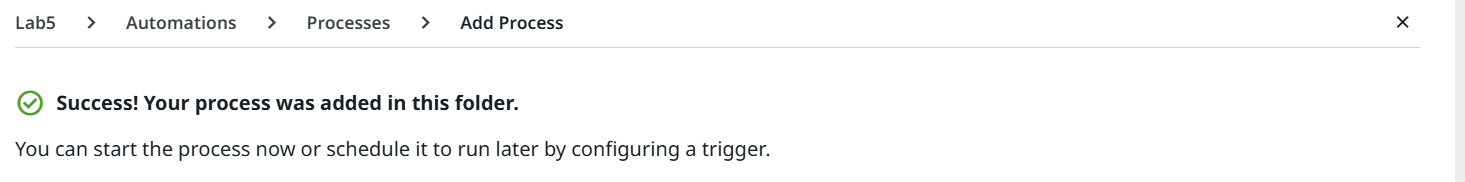 Lab5 > Automations > Processes > Add Process
Success! Your process was added in this folder.
You can start the process now or schedule it to run later by configuring a trigger.